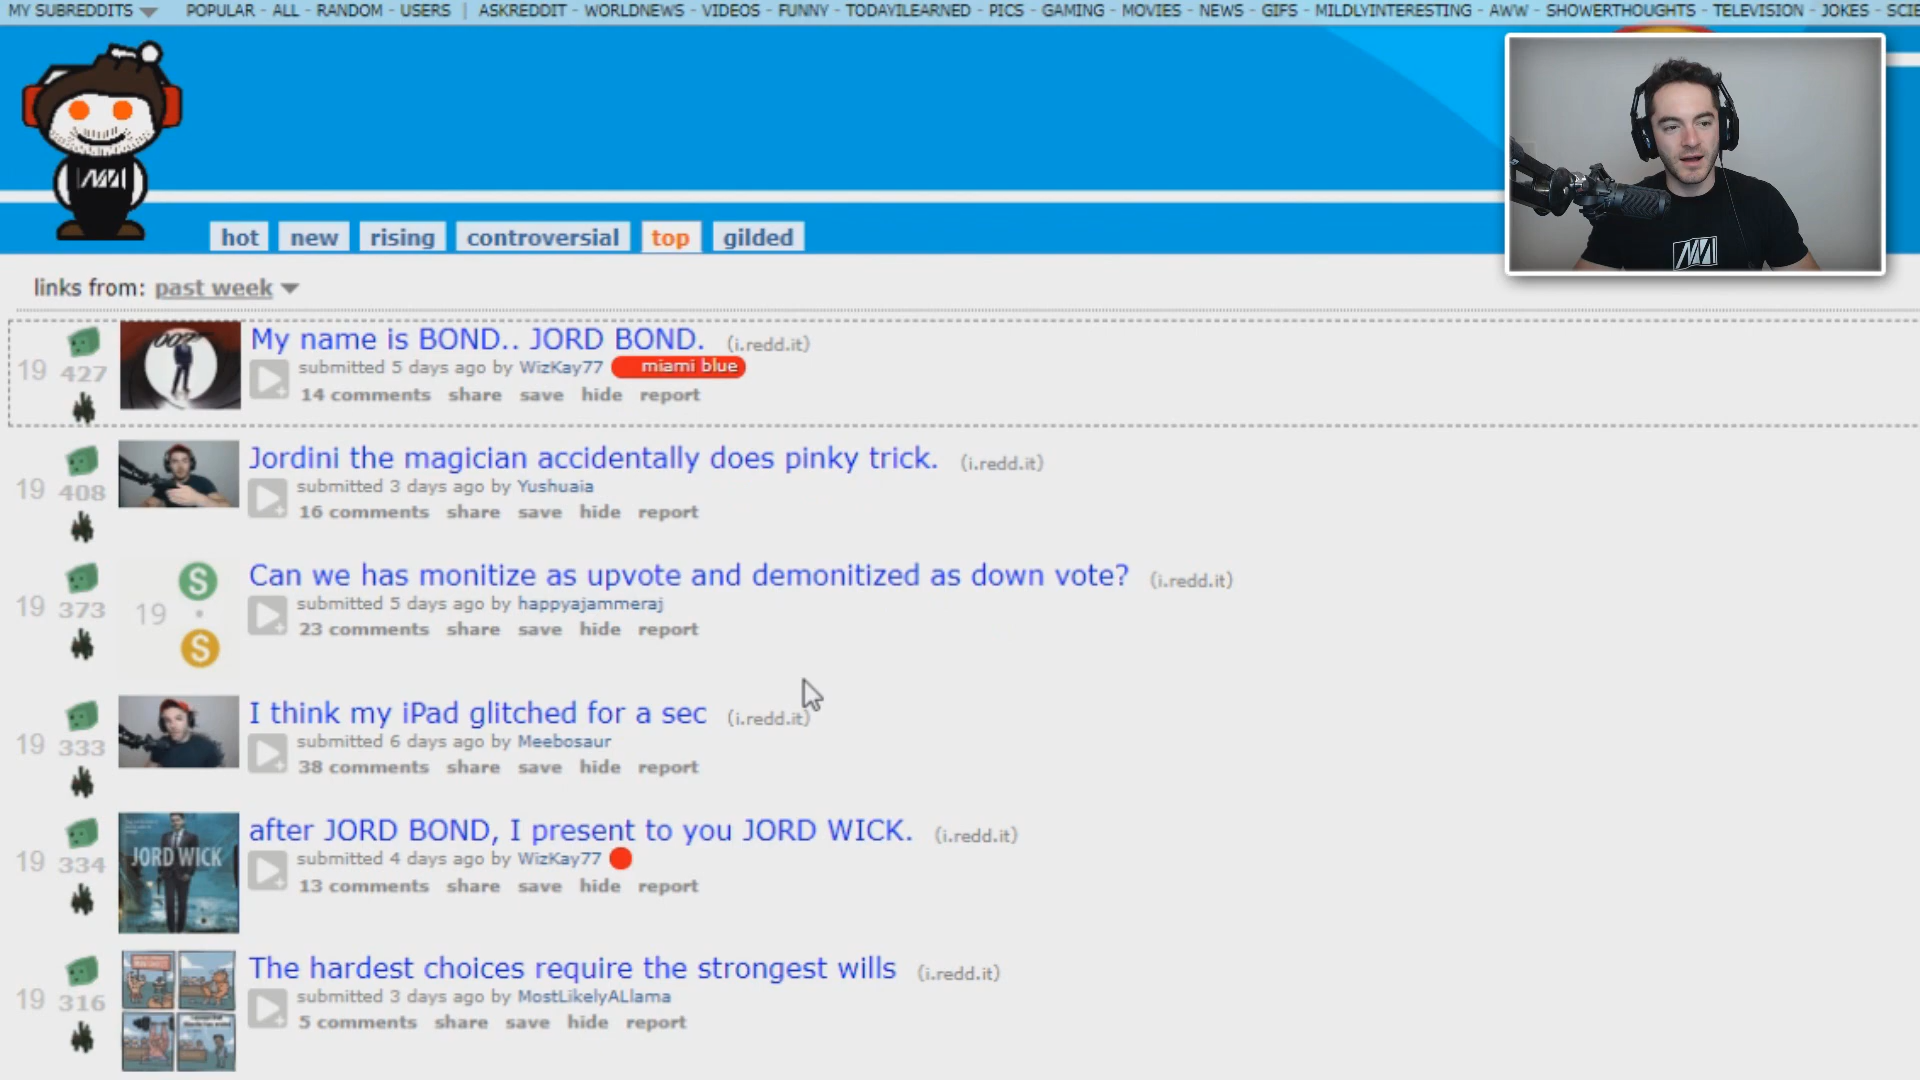 MY SUBREDDITS POPULAR - ALL - RANDOM - USERS | ASKREDDIT - WORLDNEWS - VIDEOS - FUNNY - TODAYILEARNED - PICS - GAMING - MOVIES - NEWS - GIFS - MILDLYINTERESTING - AWW - SHOWERTHOUGHTS - TELEVISION - JOKES - SCIE
hot new rising controversial top gilded
links from: past week
My name is BOND.. JORD BOND. (i.redd.it)
submitted 5 days ago by WizKay77 miami blue
19 427
007
14 comments share save hide report
Jordini the magician accidentally does pinky trick. (i.redd.it)
submitted 3 days ago by Yushuaia
19 408
16 comments share save hide report
Can we has monitize as upvote and demonitized as down vote? (i.redd.it)
submitted 5 days ago by happyajammeraj
19 373 19 • S S
23 comments share save hide report
I think my iPad glitched for a sec (i.redd.it)
submitted 6 days ago by Meebosaur
19 333
38 comments share save hide report
after JORD BOND, I present to you JORD WICK. (i.redd.it)
submitted 4 days ago by WizKay77
19 334 JORD WICK
13 comments share save hide report
The hardest choices require the strongest wills (i.redd.it)
submitted 3 days ago by MostLikelyALlama
19 316
5 comments share save hide report